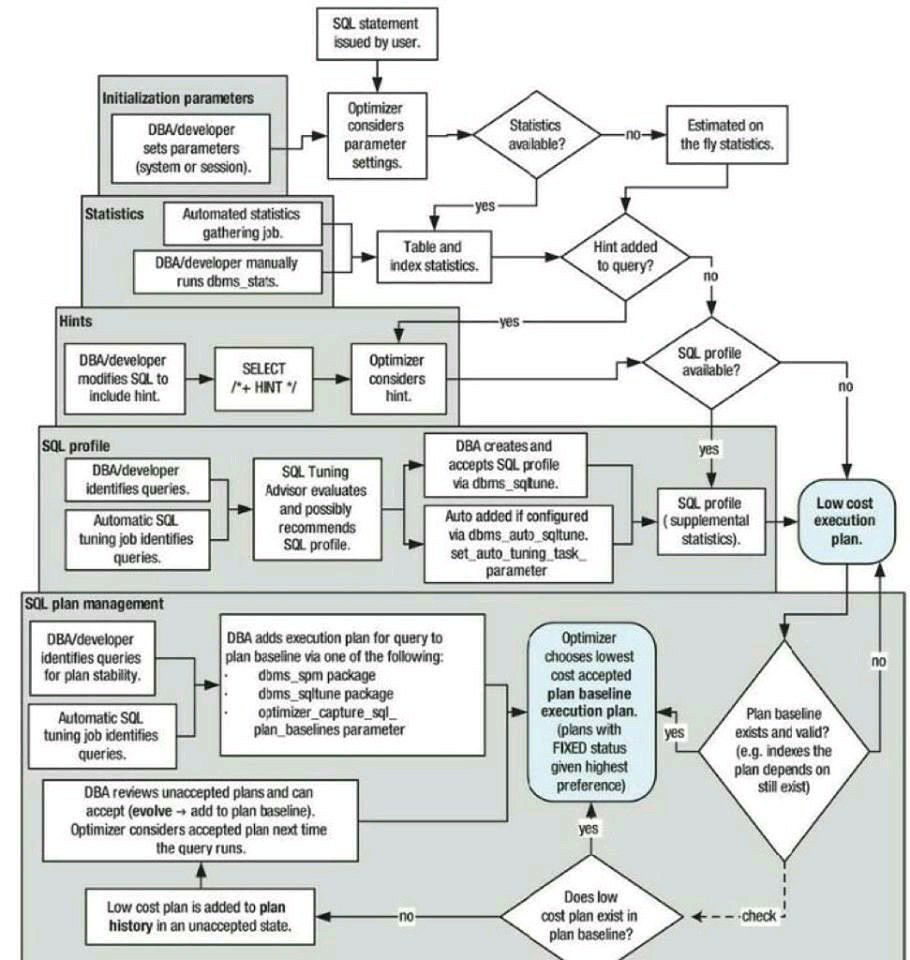 SQL statement
issued by user.
Initialization parameters
DBA/developer
sets parameters
(system or session).
Optimizer
considers
parameter
settings.
Statistics
available?
no
Estimated on
the fly statistics.
yes
Statistics
Automated statistics
gathering job.
DBA/developer manually
runs dbms_stats.
Table and
index statistics.
Hint added
to query?
no
yes
Hints
DBA/developer
modifies SQL to
include hint.
SELECT
/*+ HINT */
Optimizer
considers
hint.
SQL profile
available?
no
yes
SQL profile
DBA/developer
identifies queries.
Automatic SQL
tuning job identifies
queries.
SQL Tuning
Advisor evaluates
and possibly
recommends
SQL profile.
DBA creates and
accepts SQL profile
via dbms_sqltune.
Auto added if configured
via dbms_auto_sqltune.
set_auto_tuning_task_
parameter
SQL profile
(supplemental
statistics).
Low cost
execution
plan.
SQL plan management
DBA/developer
identifies queries
for plan stability.
Automatic SQL
tuning job identifies
queries.
DBA adds execution plan for query to
plan baseline via one of the following:
· dbms_spm package
· dbms_sqltune package
· optimizer_capture_sql_
plan_baselines parameter
Optimizer
chooses lowest
cost accepted
plan baseline
execution plan.
(plans with
FIXED status
given highest
preference)
yes
Plan baseline
exists and valid?
(e.g. indexes the
plan depends on
still exist)
no
DBA reviews unaccepted plans and can
accept (evolve → add to plan baseline).
Optimizer considers accepted plan next time
the query runs.
yes
Low cost plan is added to plan
history in an unaccepted state.
no
Does low
cost plan exist in
plan baseline?
check